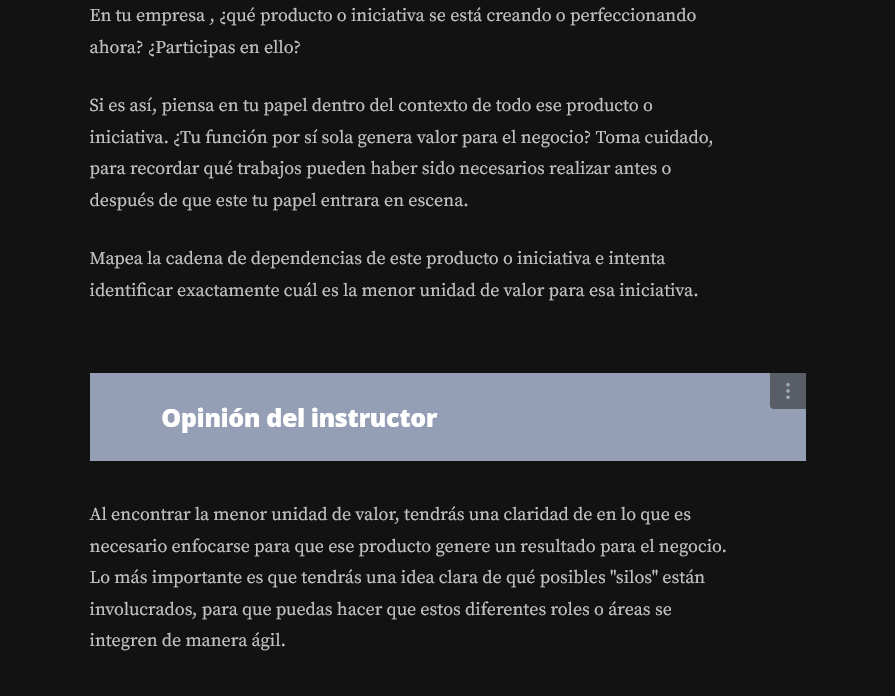 En tu empresa , ¿qué producto o iniciativa se está creando o perfeccionando
ahora? ¿Participas en ello?
Si es así, piensa en tu papel dentro del contexto de todo ese producto o
iniciativa. ¿Tu función por sí sola genera valor para el negocio? Toma cuidado,
para recordar qué trabajos pueden haber sido necesarios realizar antes o
después de que este tu papel entrara en escena.
Mapea la cadena de dependencias de este producto o iniciativa e intenta
identificar exactamente cuál es la menor unidad de valor para esa iniciativa.
Opinión del instructor
Al encontrar la menor unidad de valor, tendrás una claridad de en lo que es
necesario enfocarse para que ese producto genere un resultado para el negocio.
Lo más importante es que tendrás una idea clara de qué posibles "silos" están
involucrados, para que puedas hacer que estos diferentes roles o áreas se
integren de manera ágil.